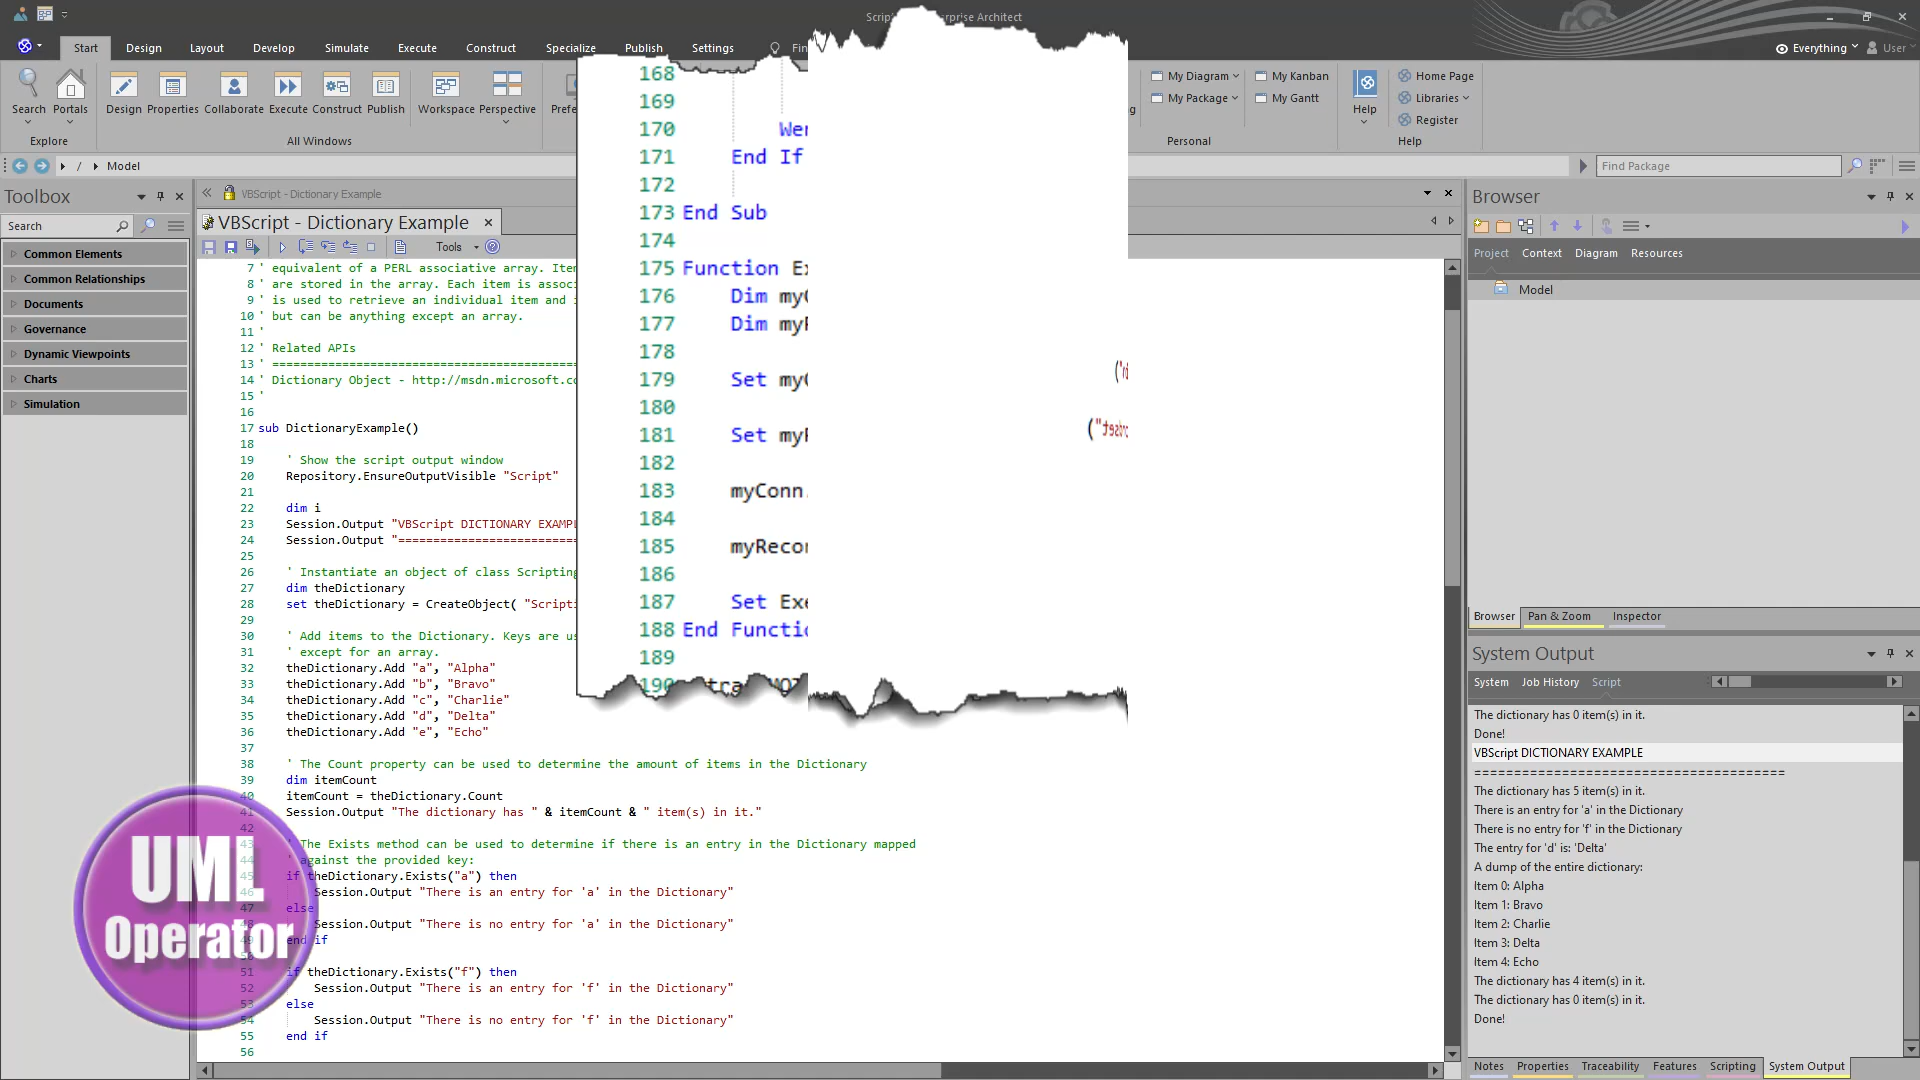 Script
rprise Architect
Start
Design
Layout
Develop
Simulate
Execute
Construct
Specialize
Publish
Settings
Everything
User
Search
Portals
Explore
Design
Properties
Collaborate
Execute
Construct
Publish
All Windows
Workspace
Perspective
My Diagram
My Package
My Kanban
My Gantt
Personal
Help
Home Page
Libraries
Register
Help
/ Model
Find Package
Toolbox
Search
Common Elements
Common Relationships
Documents
Governance
Dynamic Viewpoints
Charts
Simulation
VBScript - Dictionary Example
VBScript - Dictionary Example
Tools
7 ' equivalent of a PERL associative array.
8 ' are stored in the array. Each item is
9 ' is used to retrieve an individual item and
10 ' but can be anything except an array.
11 '
12 ' Related APIs
13 ' ============================================
14 ' Dictionary Object - http://msdn.microsoft.co
15 '
16
17 sub DictionaryExample()
18
19 ' Show the script output window
20 Repository.EnsureOutputVisible "Script"
21
22 dim i
23 Session.Output "VBScript DICTIONARY EXAMPL
24 Session.Output "==========================
25
26 ' Instantiate an object of class Scripting
27 dim theDictionary
28 set theDictionary = CreateObject( "Scripti
29
30 ' Add items to the Dictionary. Keys are us
31 ' except for an array.
32 theDictionary.Add "a", "Alpha"
33 theDictionary.Add "b", "Bravo"
34 theDictionary.Add "c", "Charlie"
35 theDictionary.Add "d", "Delta"
36 theDictionary.Add "e", "Echo"
37
38 ' The Count property can be used to determine the amount of items in the Dictionary
39 dim itemCount
40 itemCount = theDictionary.Count
41 Session.Output "The dictionary has " & itemCount & " item(s) in it."
42
43 ' The Exists method can be used to determine if there is an entry in the Dictionary mapped
44 ' against the provided key:
45 if theDictionary.Exists("a") then
46 Session.Output "There is an entry for 'a' in the Dictionary"
47 else
48 Session.Output "There is no entry for 'a' in the Dictionary"
49 end if
50
51 if theDictionary.Exists("f") then
52 Session.Output "There is an entry for 'f' in the Dictionary"
53 else
54 Session.Output "There is no entry for 'f' in the Dictionary"
55 end if
56
168
169
170 Wen
171 End If
172
173 End Sub
174
175 Function Ex
176 Dim my
177 Dim my
178
179 Set my
180
181 Set my
182
183 myConn.
184
185 myRecor
186
187 Set Exe
188 End Functio
189
190
UML
Operator
Browser
Project
Context
Diagram
Resources
Model
Browser
Pan & Zoom
Inspector
System Output
System
Job History
Script
The dictionary has 0 item(s) in it.
Done!
VBScript DICTIONARY EXAMPLE
=======================================
The dictionary has 5 item(s) in it.
There is an entry for 'a' in the Dictionary
There is no entry for 'f' in the Dictionary
The entry for 'd' is: 'Delta'
A dump of the entire dictionary:
Item 0: Alpha
Item 1: Bravo
Item 2: Charlie
Item 3: Delta
Item 4: Echo
The dictionary has 4 item(s) in it.
The dictionary has 0 item(s) in it.
Done!
Notes
Properties
Traceability
Features
Scripting
System Output